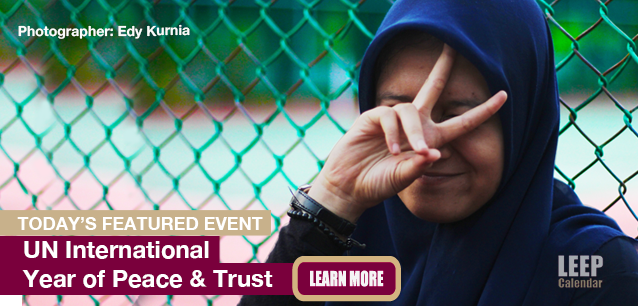 Photographer: Edy Kurnia
TODAY'S FEATURED EVENT
UN International
Year of Peace & Trust
LEARN MORE
LEEP
Calendar